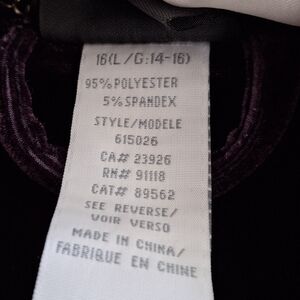 16(L/G:14-16)
95%POLYESTER
5%SPANDEX
STYLE/MODELE
615026
CA# 23926
RN# 91118
CAT# 89562
SEE REVERSE/
VOIR VERSO
MADE IN CHINA/
FABRIQUE EN CHINE